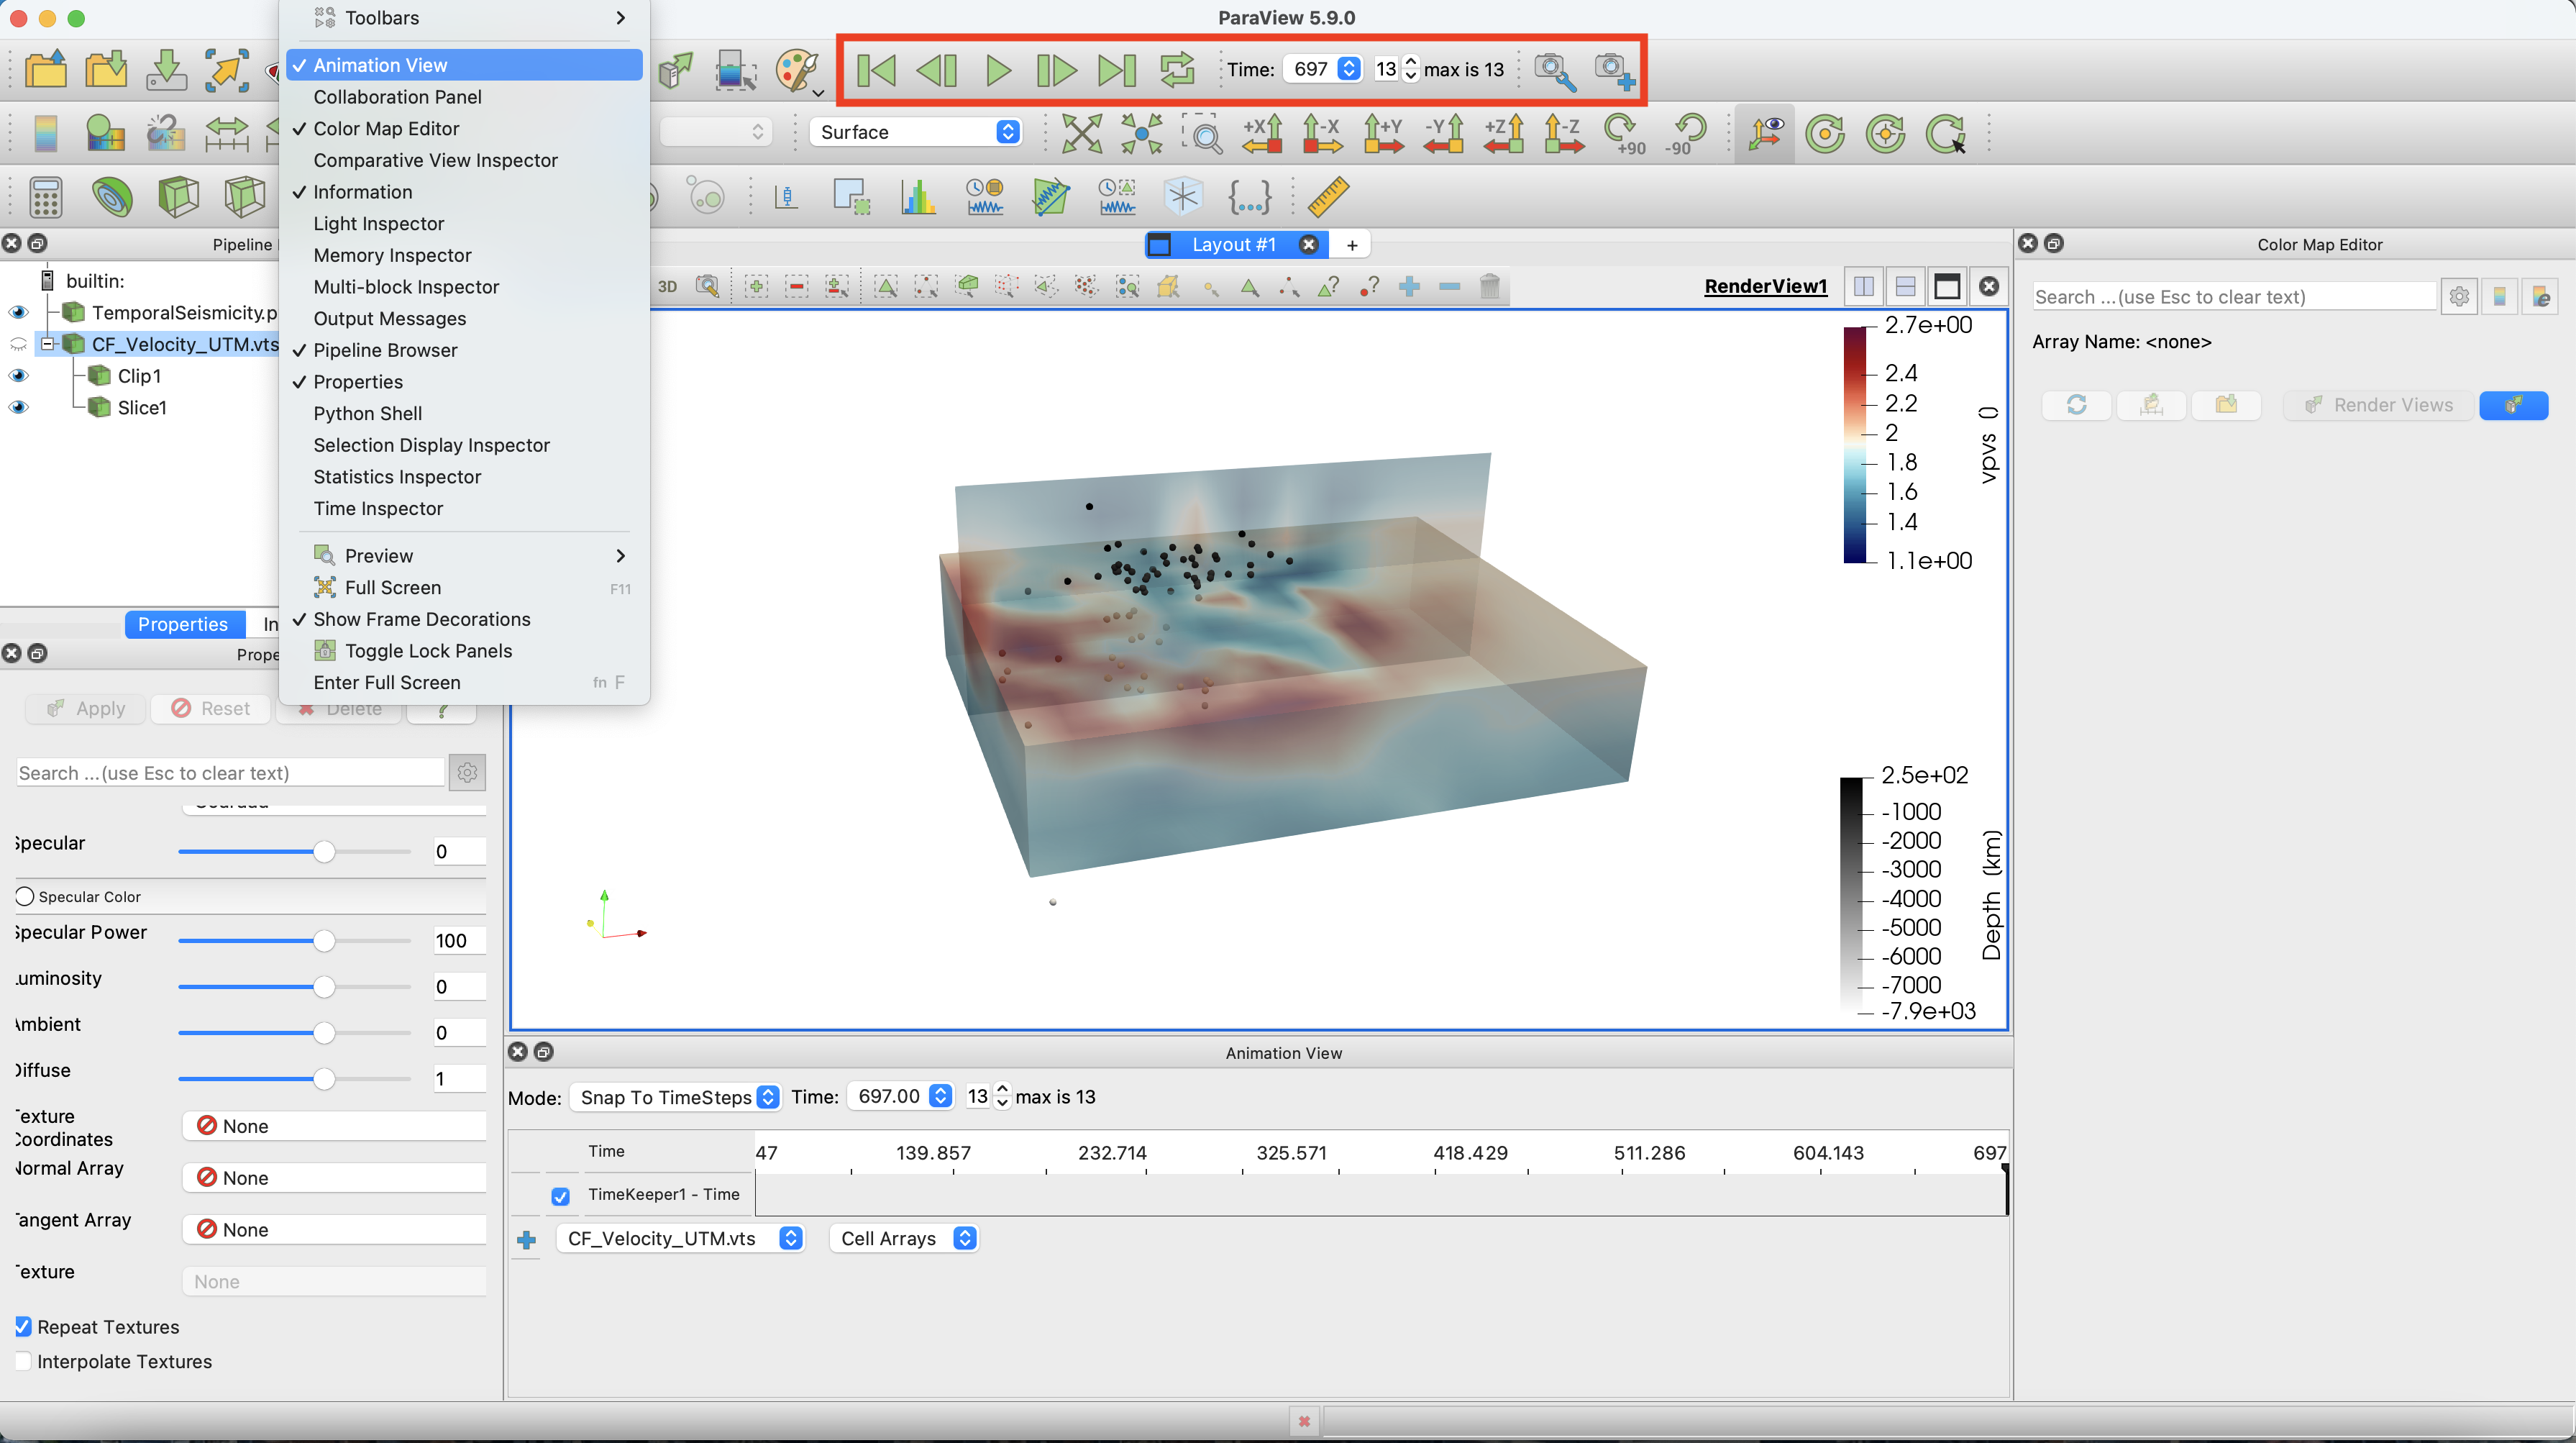 ParaView 5.9.0
Toolbars
Animation View
Collaboration Panel
Color Map Editor
Comparative View Inspector
Information
Light Inspector
Memory Inspector
Multi-block Inspector
Output Messages
Pipeline Browser
Properties
Python Shell
Selection Display Inspector
Statistics Inspector
Time Inspector
Preview
Full Screen F11
Show Frame Decorations
Toggle Lock Panels
Enter Full Screen fn F
Time: 697 13 max is 13
Surface
+X -X +Y -Y +Z -Z +90 -90
Pipeline
builtin:
TemporalSeismicity.p
CF_Velocity_UTM.vts
Clip1
Slice1
Properties In
Prope
Apply Reset Delete ?
Search ...(use Esc to clear text)
Specular 0
Specular Color
Specular Power 100
Luminosity 0
Ambient 0
Diffuse 1
Texture
Coordinates None
Normal Array None
Tangent Array None
Texture None
Repeat Textures
Interpolate Textures
Layout #1 +
3D
RenderView1
2.7e+00
2.4
2.2
2
1.8
1.6
1.4
1.1e+00
vpvs ()
2.5e+02
-1000
-2000
-3000
-4000
-5000
-6000
-7000
-7.9e+03
Depth (km)
Animation View
Mode: Snap To TimeSteps Time: 697.00 13 max is 13
Time 47 139.857 232.714 325.571 418.429 511.286 604.143 697
TimeKeeper1 - Time
CF_Velocity_UTM.vts Cell Arrays
Color Map Editor
Search ...(use Esc to clear text)
Array Name: <none>
Render Views